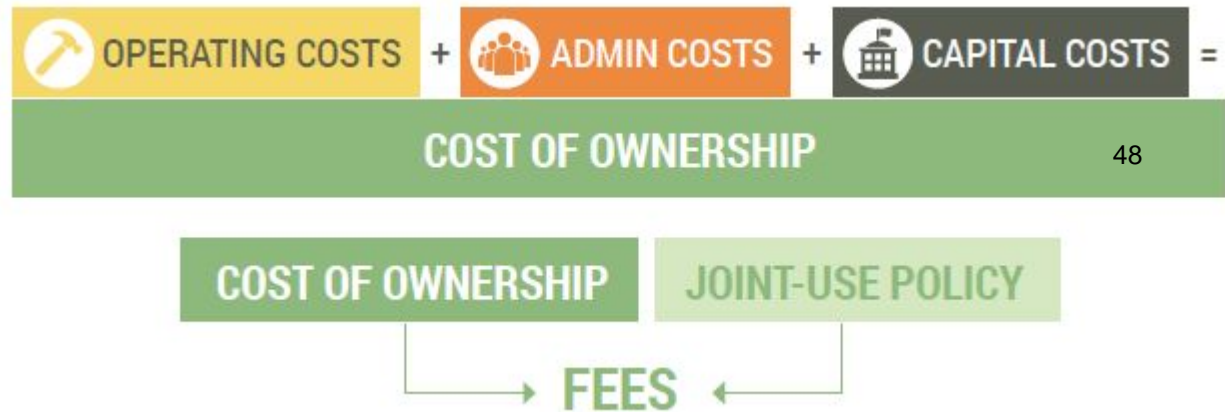 OPERATING COSTS + ADMIN COSTS + CAPITAL COSTS =
COST OF OWNERSHIP 48
COST OF OWNERSHIP JOINT-USE POLICY
FEES